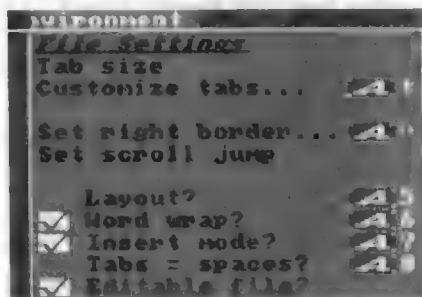 File Settings
Tab size
Customize tabs...
Set right border...
Set scroll jump
Layout?
Word wrap?
Insert mode?
Tabs = spaces?
Editable file?